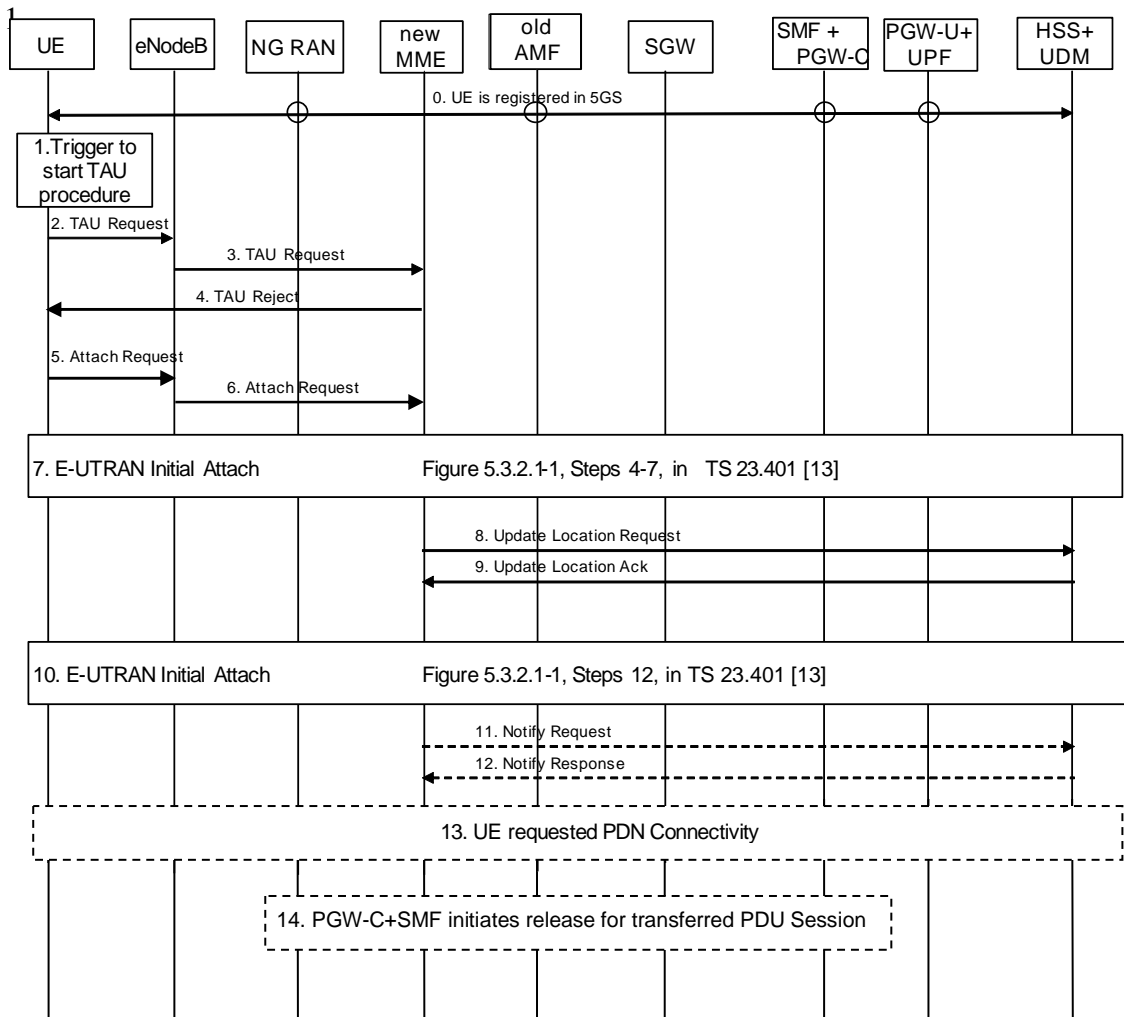 1
UE
eNodeB
NG RAN
new
MME
old
AMF
SGW
SMF +
PGW-C
PGW-U+
UPF
HSS+
UDM
0. UE is registered in 5GS
1.Trigger to
start TAU
procedure
2. TAU Request
3. TAU Request
4. TAU Reject
5. Attach Request
6. Attach Request
7. E-UTRAN Initial Attach Figure 5.3.2.1-1, Steps 4-7, in TS 23.401 [13]
8. Update Location Request
9. Update Location Ack
10. E-UTRAN Initial Attach Figure 5.3.2.1-1, Steps 12, in TS 23.401 [13]
11. Notify Request
12. Notify Response
13. UE requested PDN Connectivity
14. PGW-C+SMF initiates release for transferred PDU Session